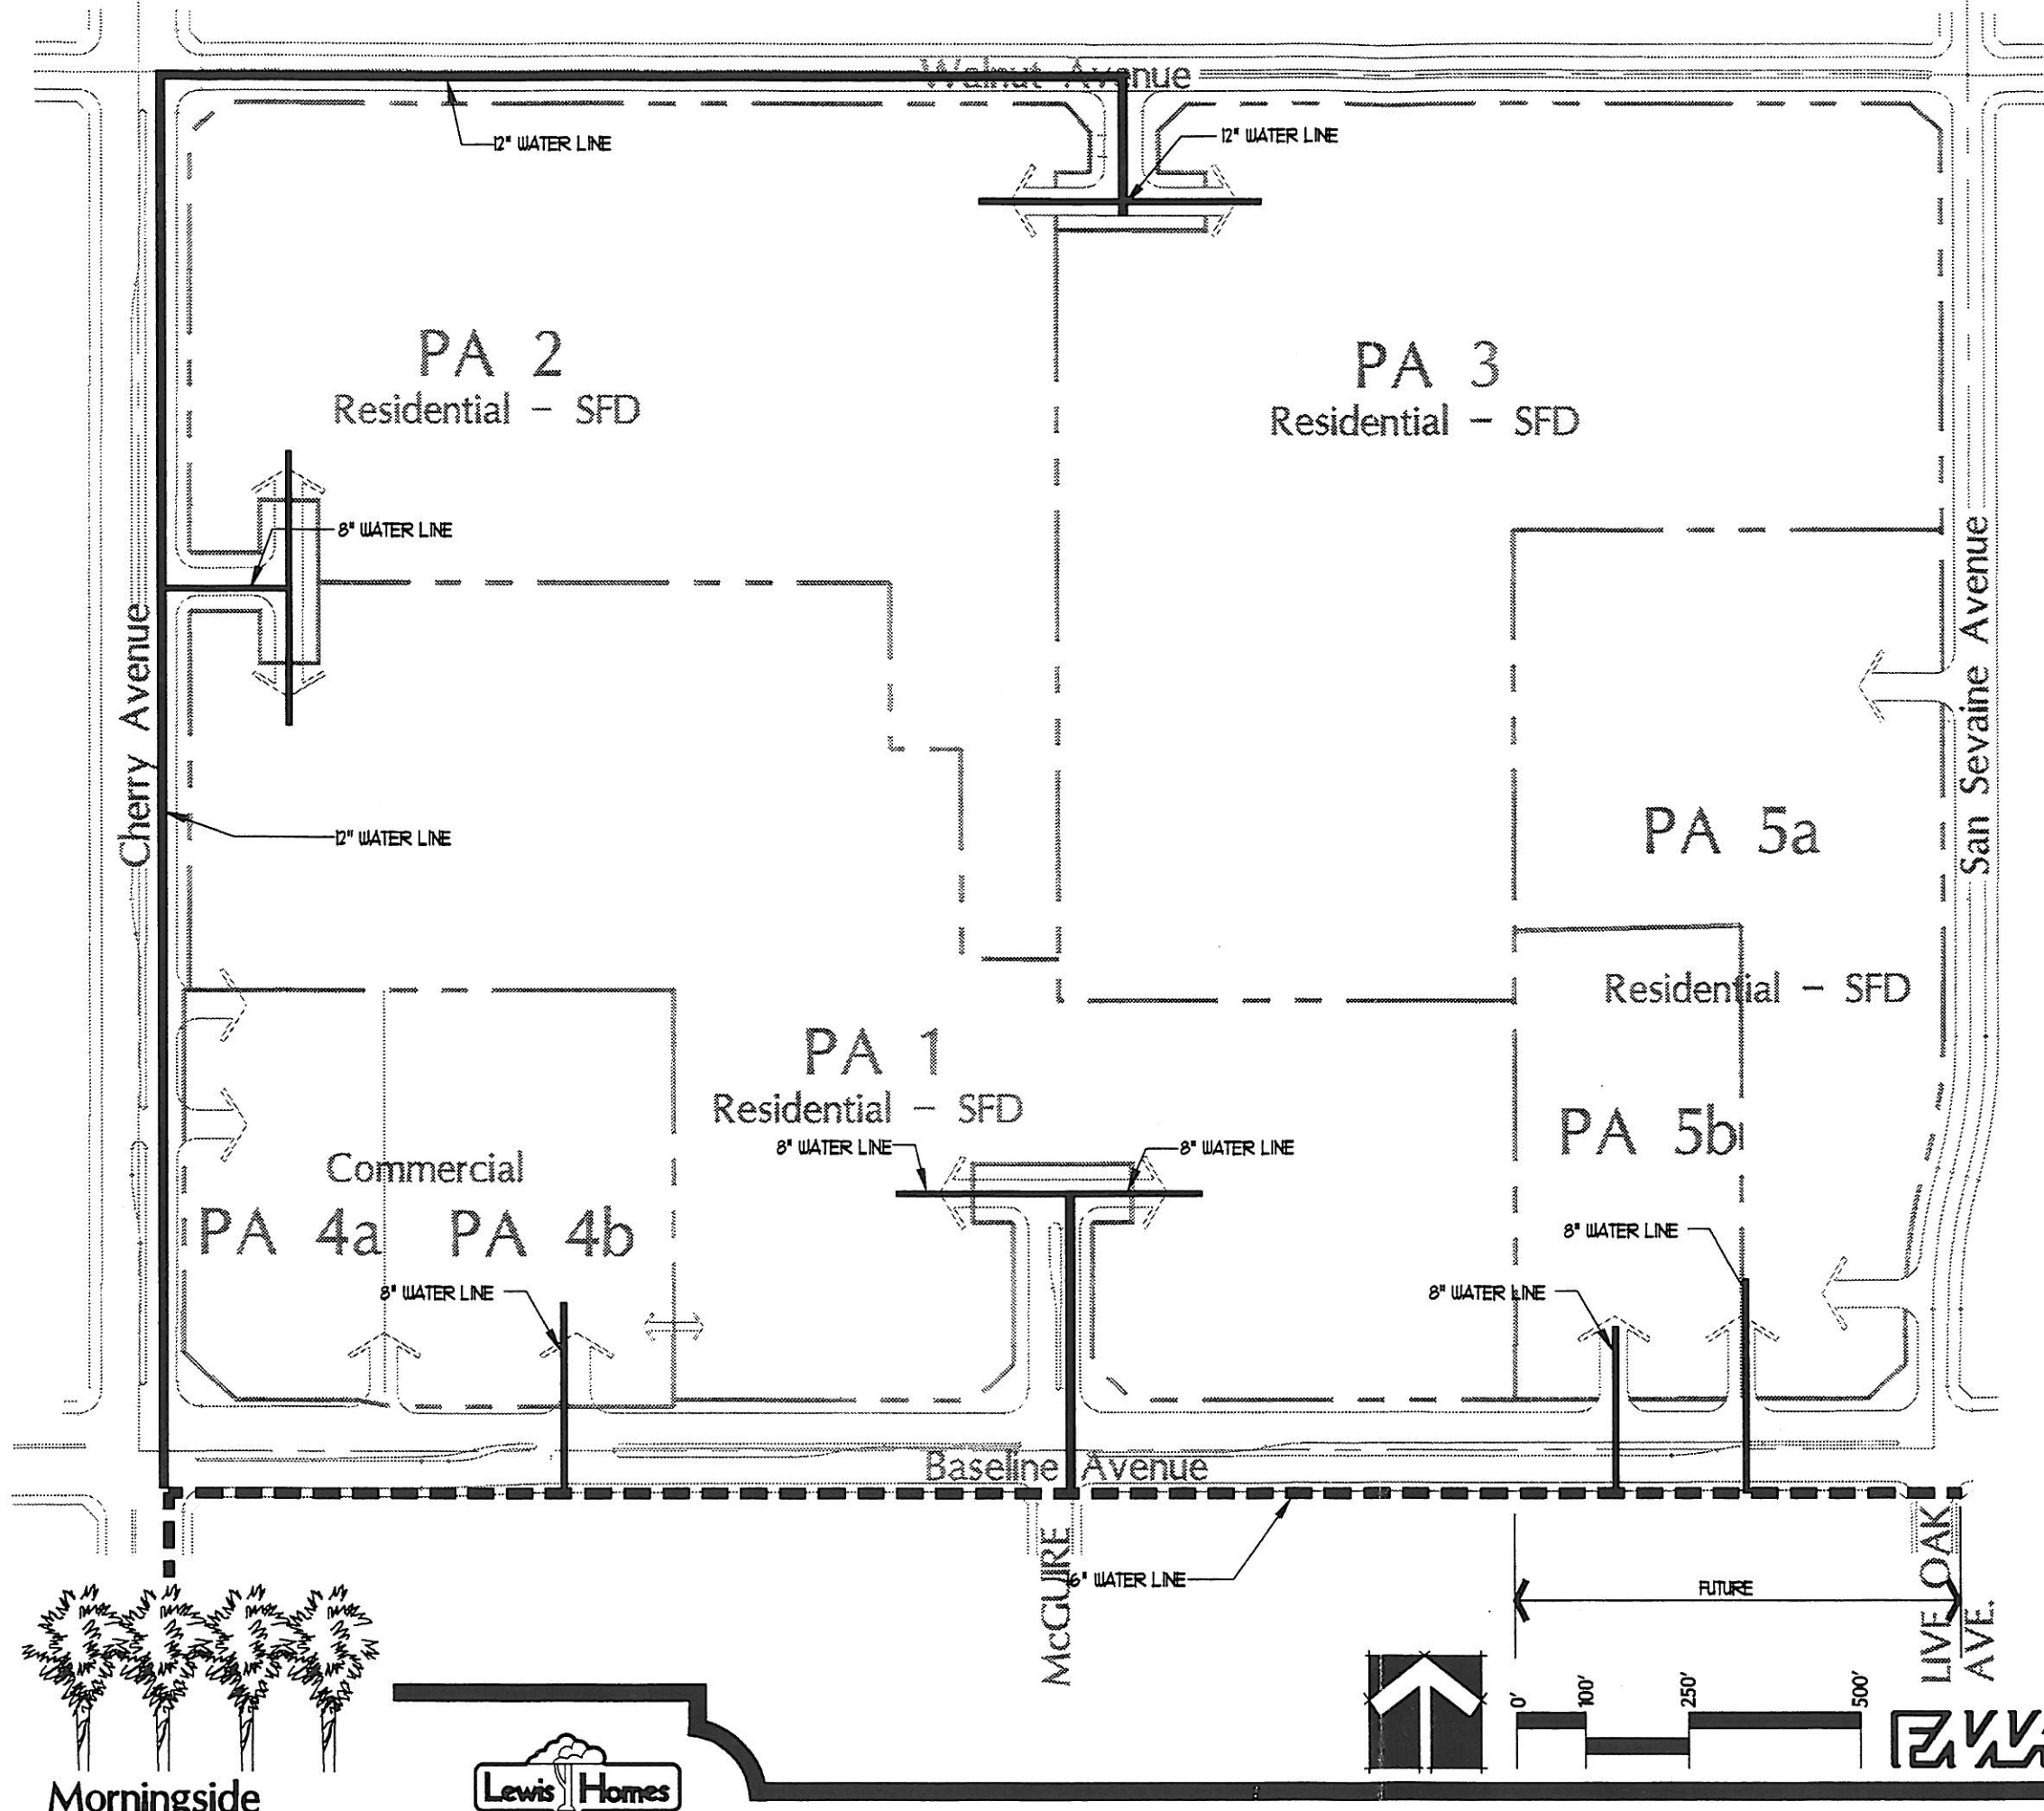 Walnut Avenue
12" WATER LINE
12" WATER LINE
PA 2
Residential - SFD
PA 3
Residential - SFD
8" WATER LINE
Cherry Avenue
San Sevaine Avenue
12" WATER LINE
PA 5a
Residential - SFD
PA 1
Residential - SFD
8" WATER LINE
8" WATER LINE
PA 5b
Commercial
PA 4a
PA 4b
8" WATER LINE
8" WATER LINE
8" WATER LINE
Baseline Avenue
McGUIRE
16" WATER LINE
FUTURE
LIVE OAK
AVE.
0'
100'
250'
500'
Lewis Homes
Morningside